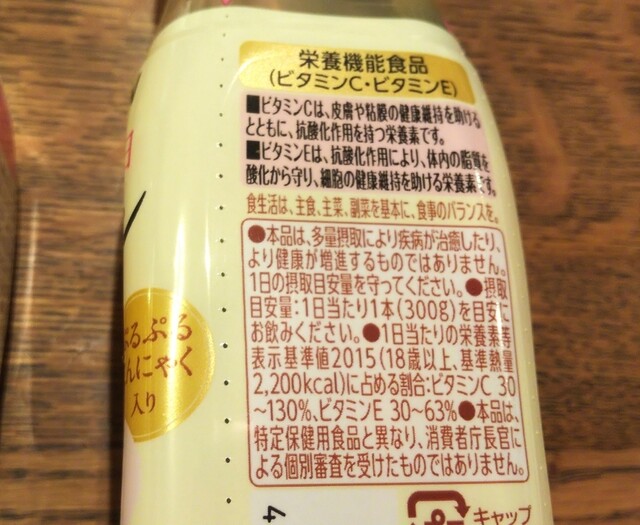 栄養機能食品
(ビタミンC・ビタミンE)
■ビタミンCは、皮膚や粘膜の健康維持を助ける
とともに、抗酸化作用を持つ栄養素です。
■ビタミンEは、抗酸化作用により、体内の脂質を
酸化から守り、細胞の健康維持を助ける栄養素です。
食生活は、主食、主菜、副菜を基本に、食事のバランスを。
●本品は、多量摂取により疾病が治癒したり、
より健康が増進するものではありません。
1日の摂取目安量を守ってください。●摂取
目安量:1日当たり1本(300g)を目安に
お飲みください。●1日当たりの栄養素等
表示基準値2015(18歳以上、基準熱量
2,200kcal)に占める割合:ビタミンC 30
~130%、ビタミンE 30~63%●本品は、
特定保健用食品と異なり、消費者庁長官に
よる個別審査を受けたものではありません。
ぷるぷる
こんにゃく
入り
キャップ